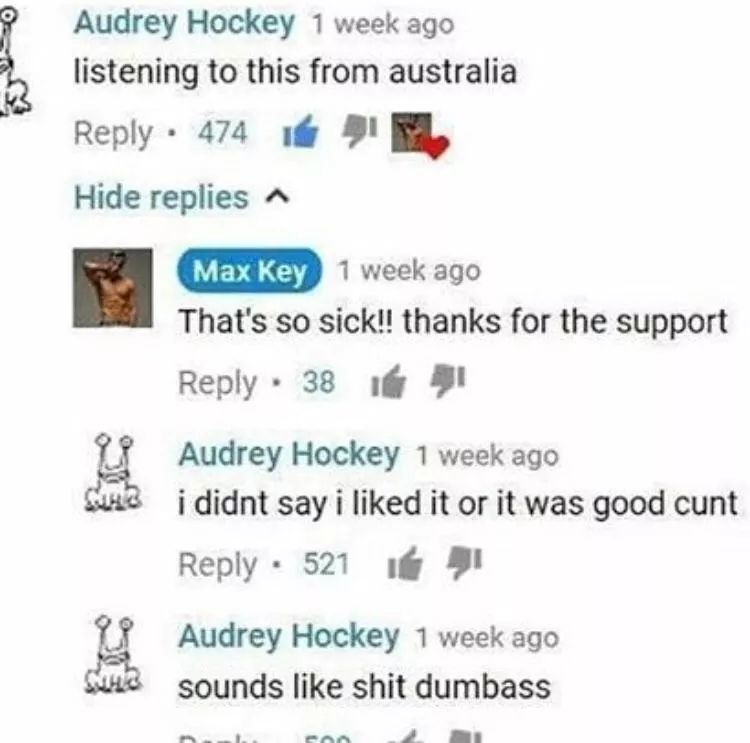 Audrey Hockey 1 week ago
listening to this from australia
Reply • 474
Hide replies
Max Key 1 week ago
That's so sick!! thanks for the support
Reply • 38
Audrey Hockey 1 week ago
i didnt say i liked it or it was good cunt
Reply • 521
Audrey Hockey 1 week ago
sounds like shit dumbass
Reply